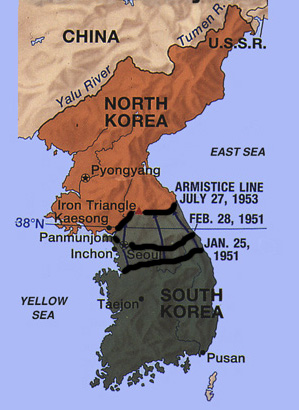 CHINA
Tumen R.
U.S.S.R.
Yalu River
NORTH
KOREA
EAST SEA
Pyongyang
ARMISTICE LINE
JULY 27, 1953
Iron Triangle
Kaesong
FEB. 28, 1951
38°N
Panmunjom
JAN. 25,
1951
Inchon
Seoul
YELLOW
SEA
Taejon
SOUTH
KOREA
Pusan